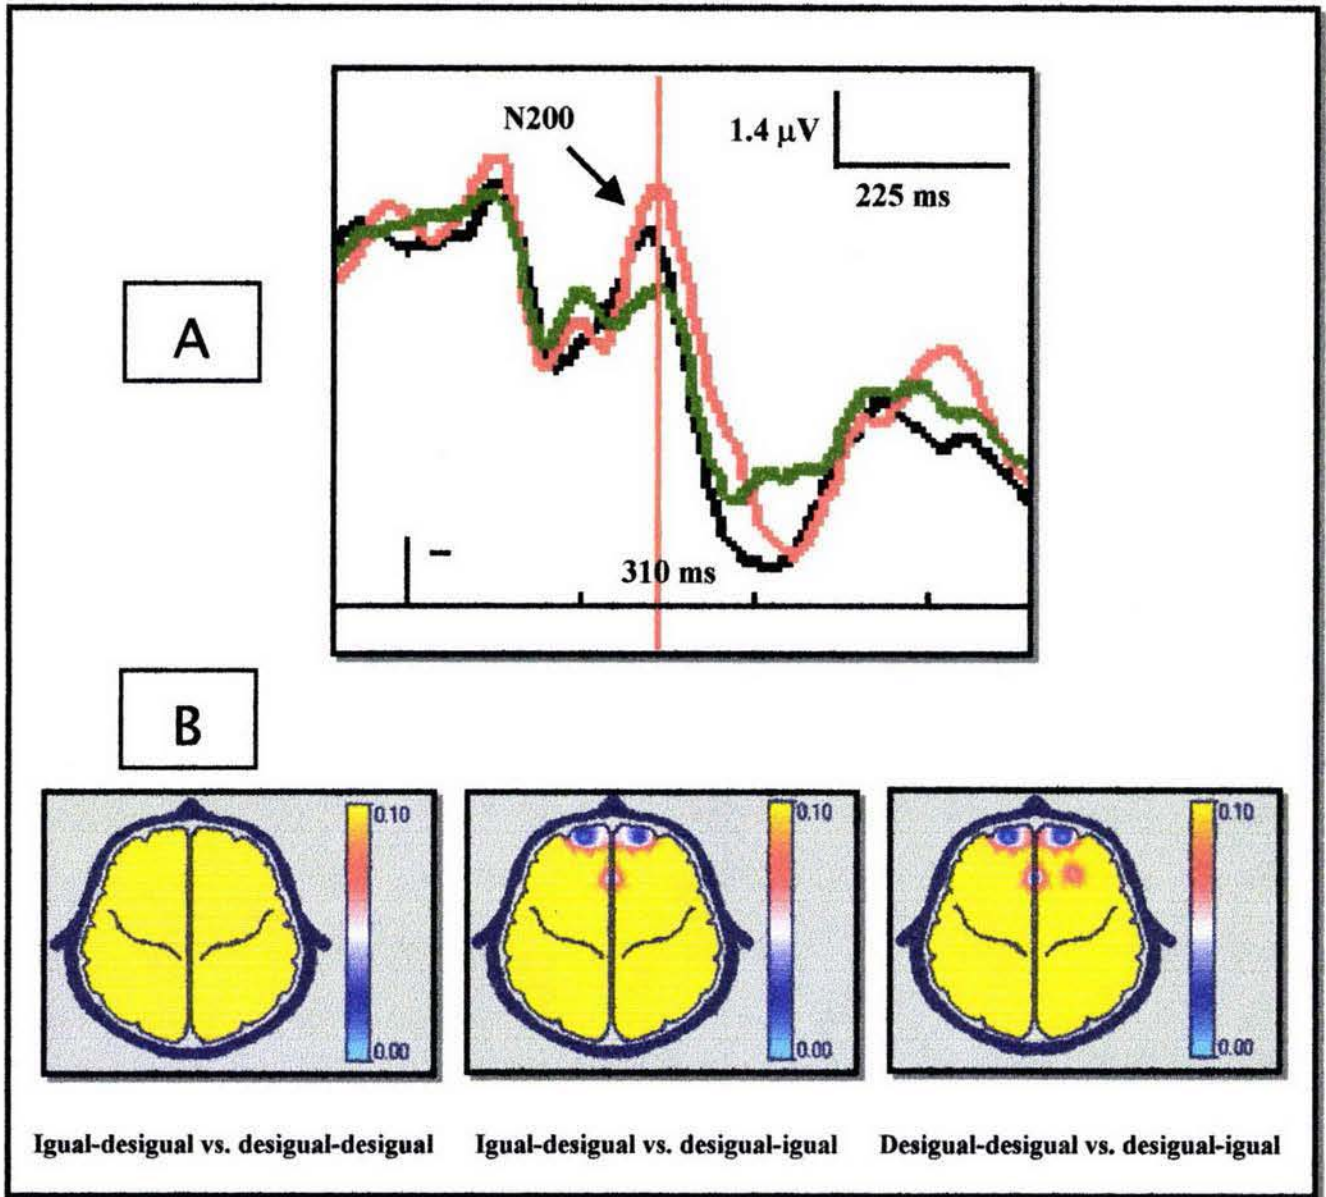 N200
1.4 µV
225 ms
A
310 ms
B
0.10
0.00
0.10
0.00
0.10
0.00
Igual-desigual vs. desigual-desigual
Igual-desigual vs. desigual-igual
Desigual-desigual vs. desigual-igual